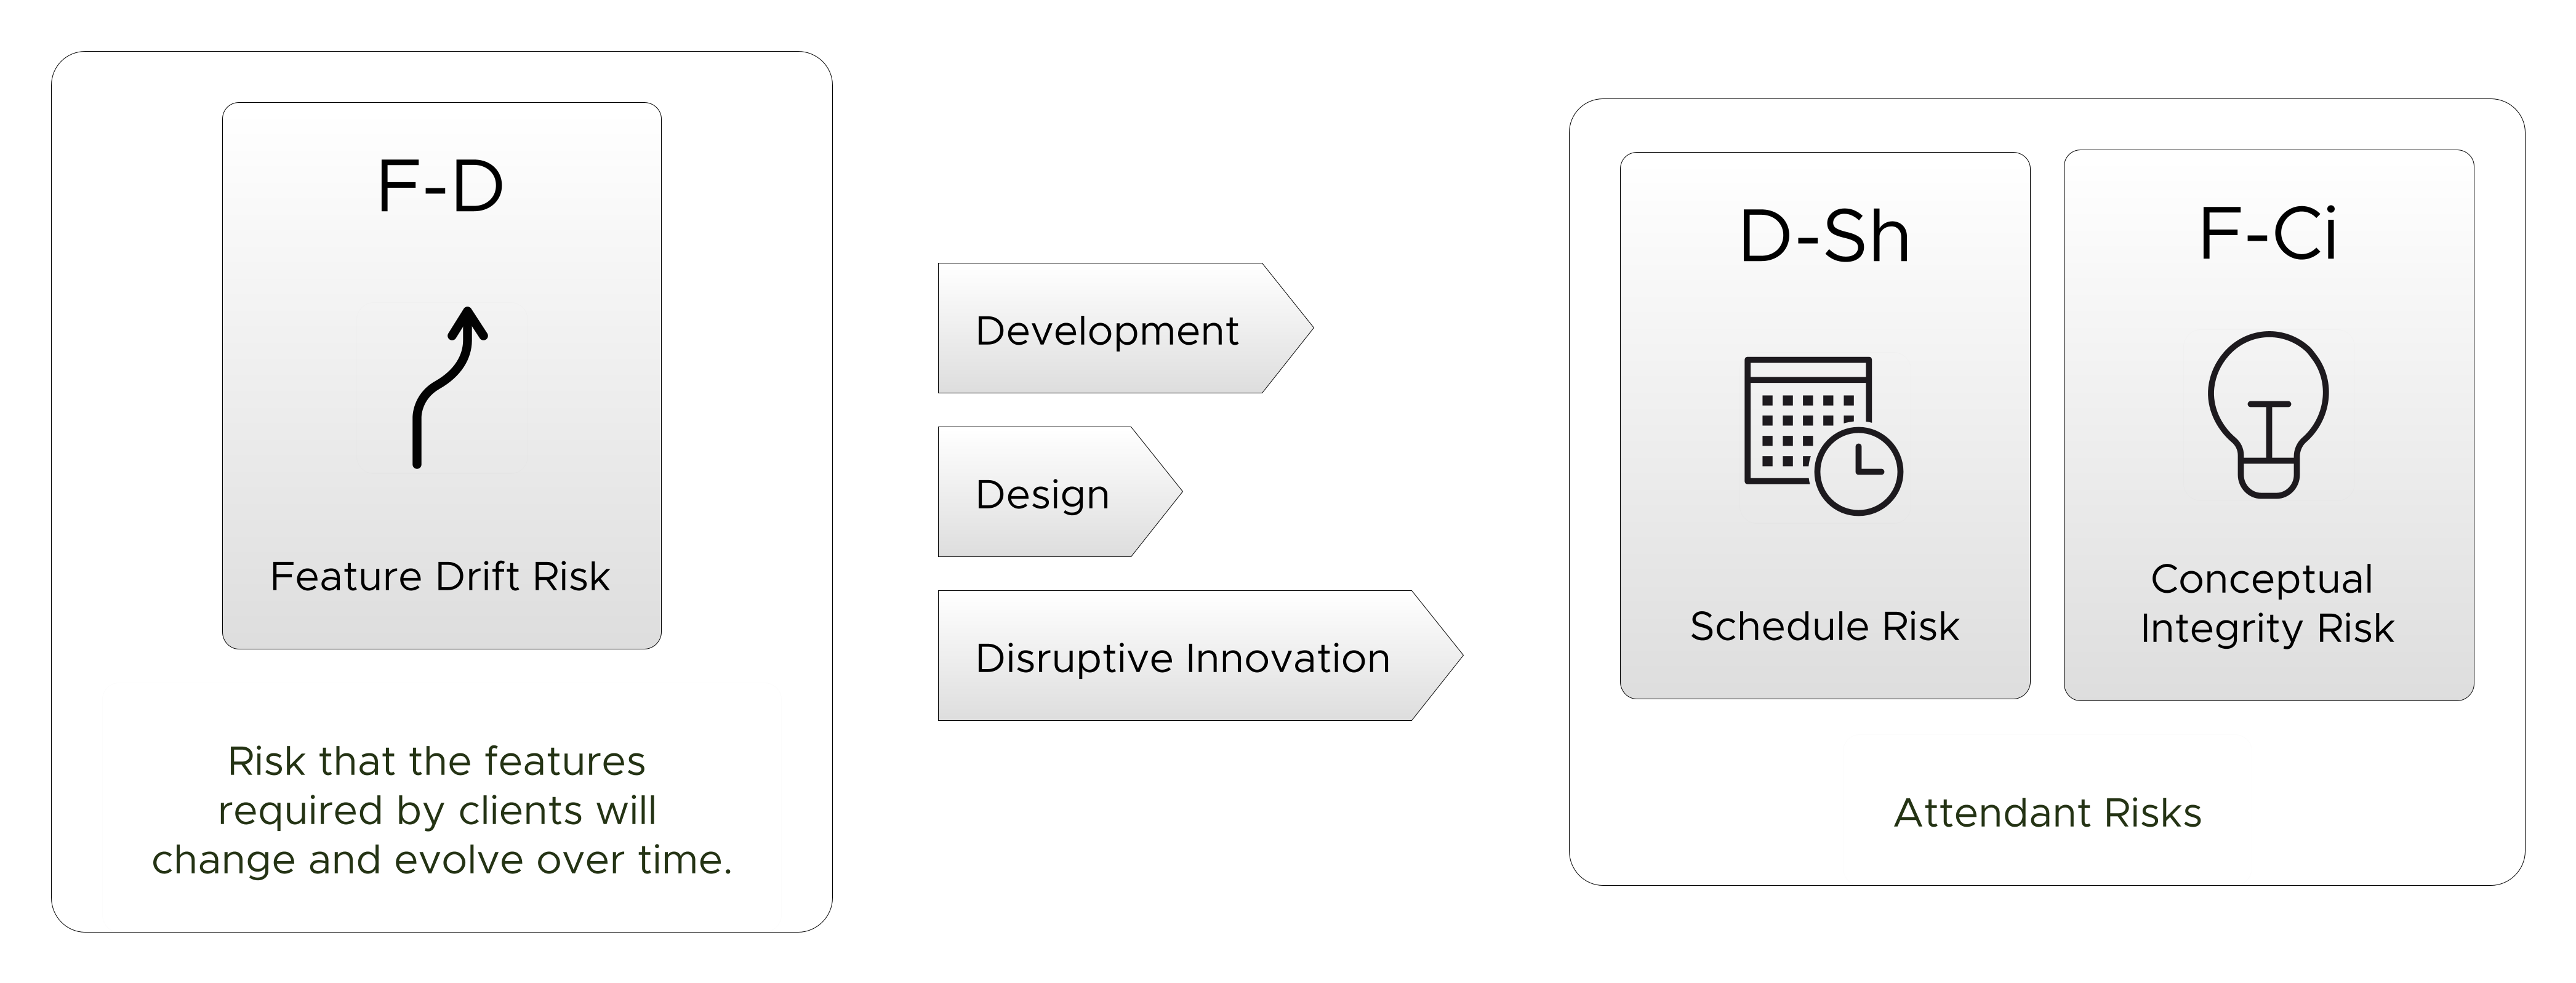 F-D
Feature Drift Risk
Risk that the features
required by clients will
change and evolve over time.
Development
Design
Disruptive Innovation
D-Sh
Schedule Risk
F-Ci
Conceptual
Integrity Risk
Attendant Risks